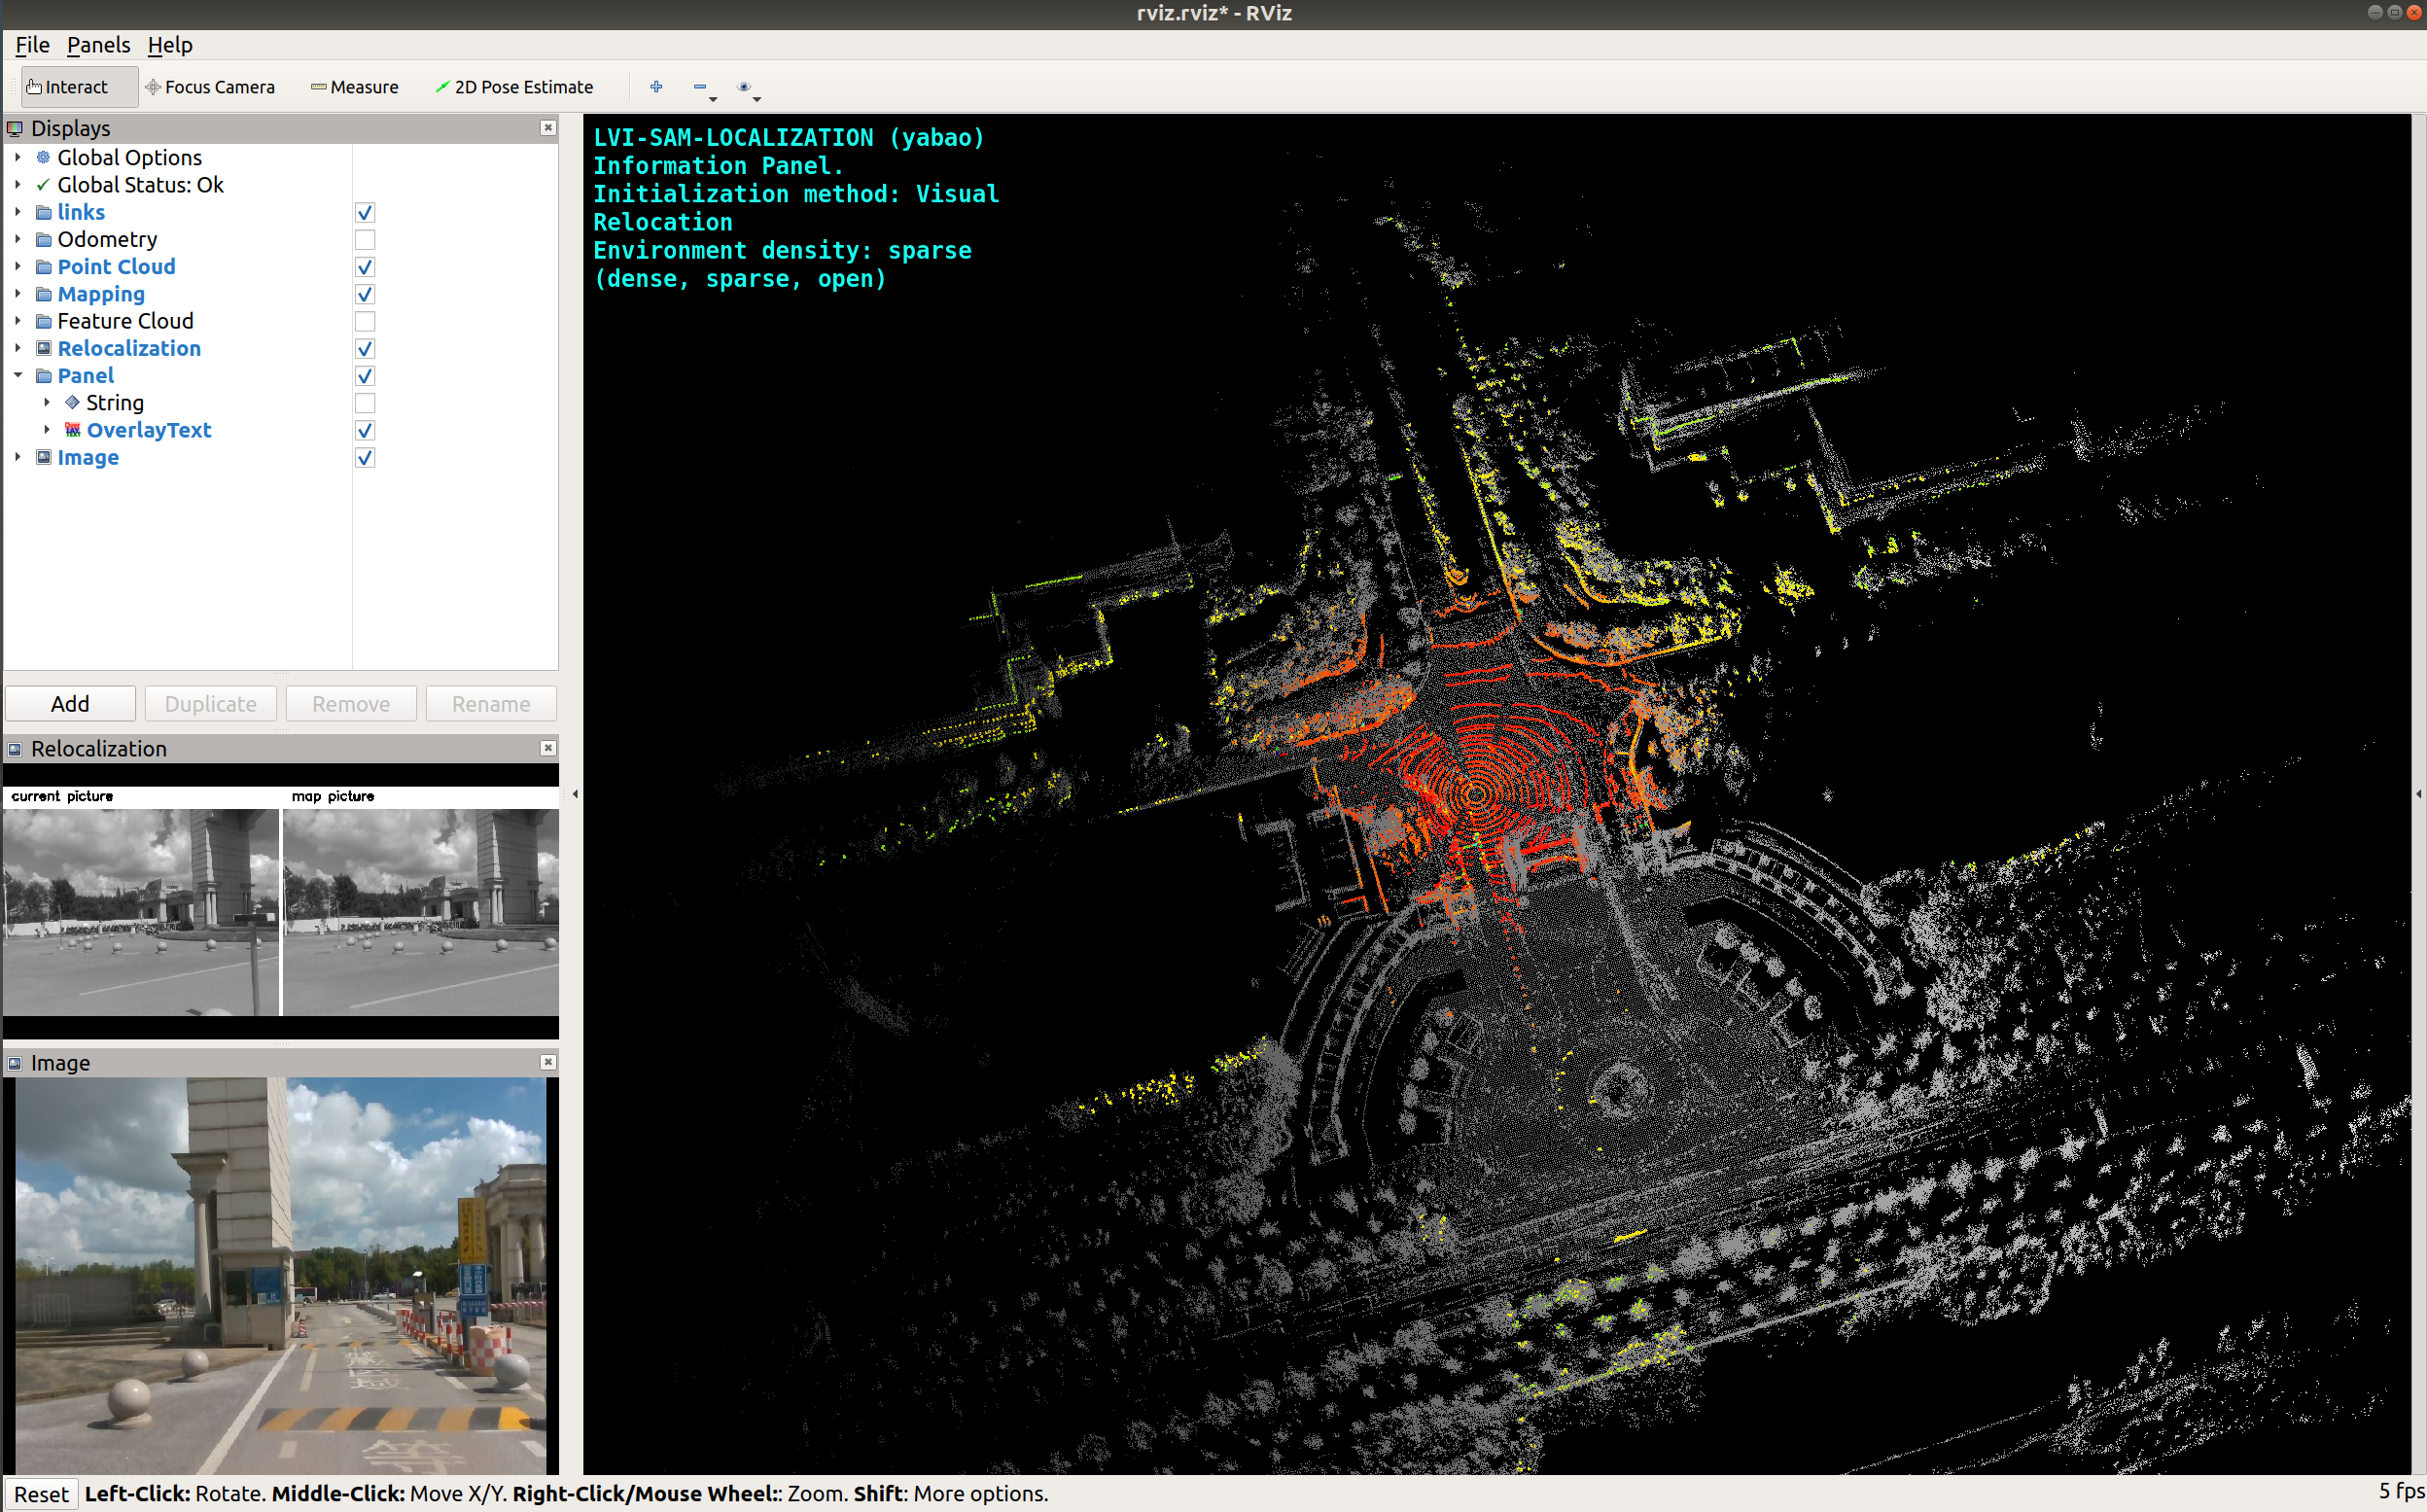 rviz.rviz* - RViz
File Panels Help
Interact Focus Camera Measure 2D Pose Estimate
Displays
Global Options
Global Status: Ok
links
Odometry
Point Cloud
Mapping
Feature Cloud
Relocalization
Panel
String
OverlayText
Image
Add Duplicate Remove Rename
Relocalization
current picture map picture
Image
LVI-SAM-LOCALIZATION (yabao)
Information Panel.
Initialization method: Visual
Relocation
Environment density: sparse
(dense, sparse, open)
Reset Left-Click: Rotate. Middle-Click: Move X/Y. Right-Click/Mouse Wheel:: Zoom. Shift: More options.
5 fps